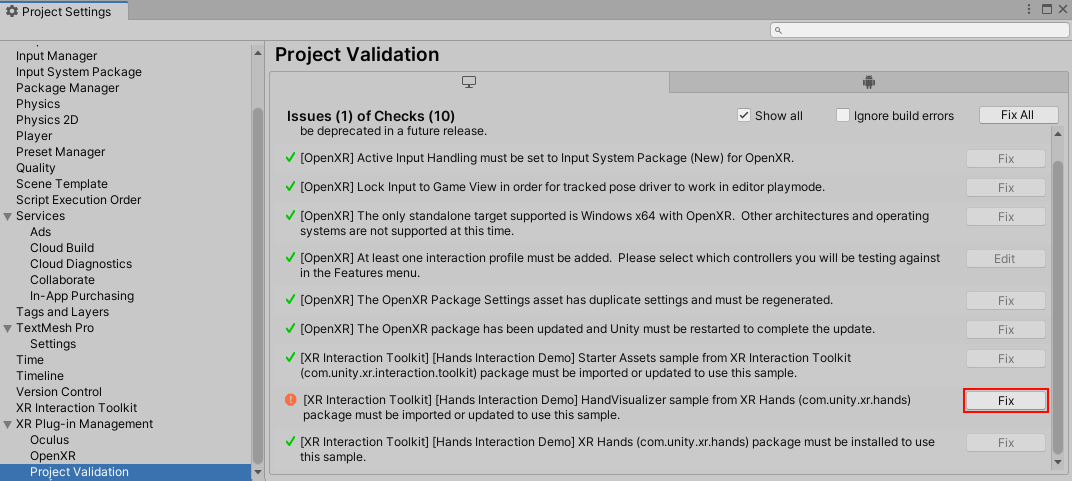 Project Settings
Input Manager
Input System Package
Package Manager
Physics
Physics 2D
Player
Preset Manager
Quality
Scene Template
Script Execution Order
Services
Ads
Cloud Build
Cloud Diagnostics
Collaborate
In-App Purchasing
Tags and Layers
TextMesh Pro
Settings
Time
Timeline
Version Control
XR Interaction Toolkit
XR Plug-in Management
Oculus
OpenXR
Project Validation
Project Validation
Issues (1) of Checks (10)
Show all
Ignore build errors
Fix All
be deprecated in a future release.
[OpenXR] Active Input Handling must be set to Input System Package (New) for OpenXR.
Fix
[OpenXR] Lock Input to Game View in order for tracked pose driver to work in editor playmode.
Fix
[OpenXR] The only standalone target supported is Windows x64 with OpenXR.  Other architectures and operating
systems are not supported at this time.
Fix
[OpenXR] At least one interaction profile must be added.  Please select which controllers you will be testing against
in the Features menu.
Edit
[OpenXR] The OpenXR Package Settings asset has duplicate settings and must be regenerated.
Fix
[OpenXR] The OpenXR package has been updated and Unity must be restarted to complete the update.
Fix
[XR Interaction Toolkit] [Hands Interaction Demo] Starter Assets sample from XR Interaction Toolkit
(com.unity.xr.interaction.toolkit) package must be imported or updated to use this sample.
Fix
[XR Interaction Toolkit] [Hands Interaction Demo] HandVisualizer sample from XR Hands (com.unity.xr.hands)
package must be imported or updated to use this sample.
Fix
[XR Interaction Toolkit] [Hands Interaction Demo] XR Hands (com.unity.xr.hands) package must be installed to use
this sample.
Fix